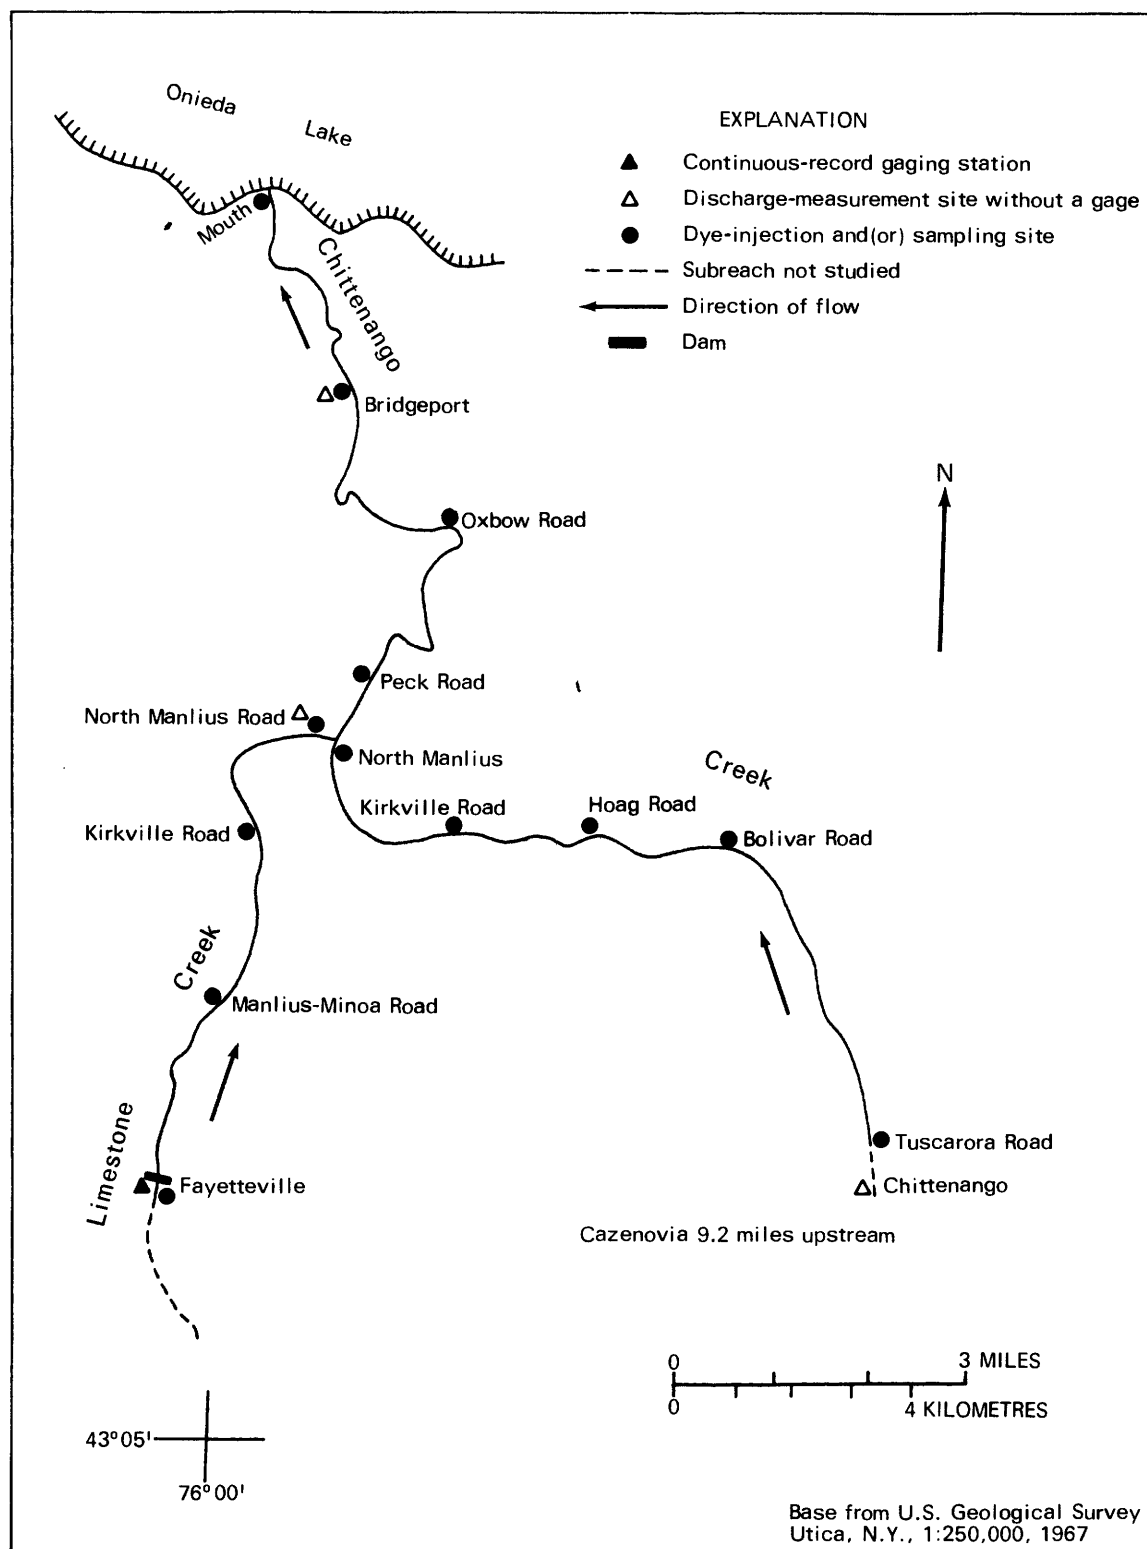 Onieda
Lake
EXPLANATION
Continuous-record gaging station
Discharge-measurement site without a gage
Dye-injection and(or) sampling site
Subreach not studied
Direction of flow
Dam
Mouth
Chittenango
Bridgeport
N
Oxbow Road
Peck Road
North Manlius Road
North Manlius
Creek
Kirkville Road
Hoag Road
Kirkville Road
Bolivar Road
Creek
Manlius-Minoa Road
Limestone
Tuscarora Road
Fayetteville
Chittenango
Cazenovia 9.2 miles upstream
0 3 MILES
0 4 KILOMETRES
43°05'
76°00'
Base from U.S. Geological Survey
Utica, N.Y., 1:250,000, 1967